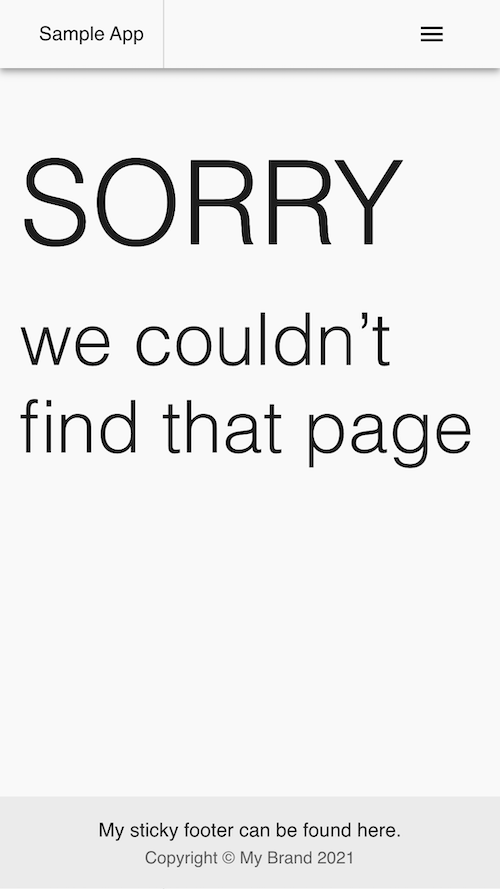 Sample App
SORRY
we couldn’t
find that page
My sticky footer can be found here.
Copyright © My Brand 2021